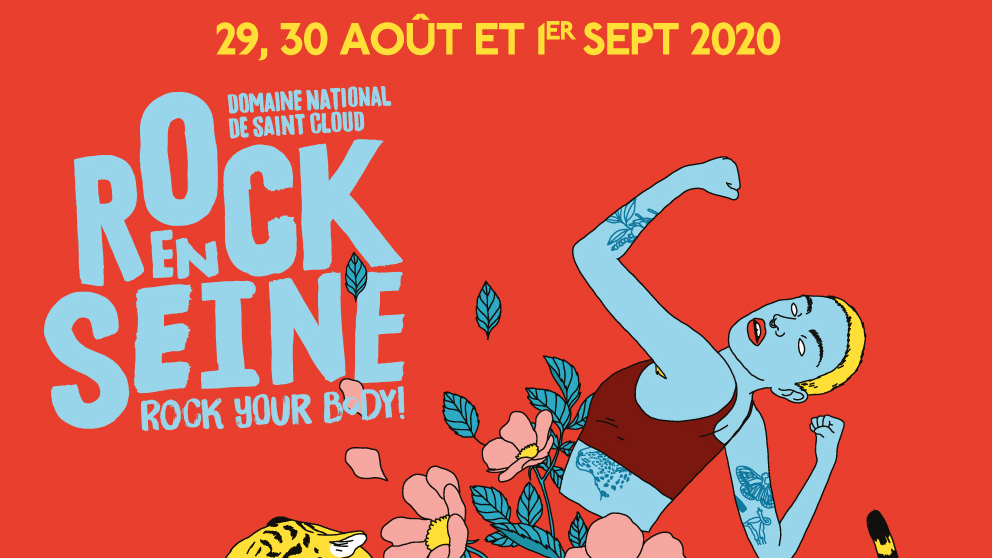 29, 30 AOÛT ET 1ER SEPT 2020
DOMAINE NATIONAL
DE SAINT CLOUD
ROCK
EN
SEINE
ROCK YOUR BODY!